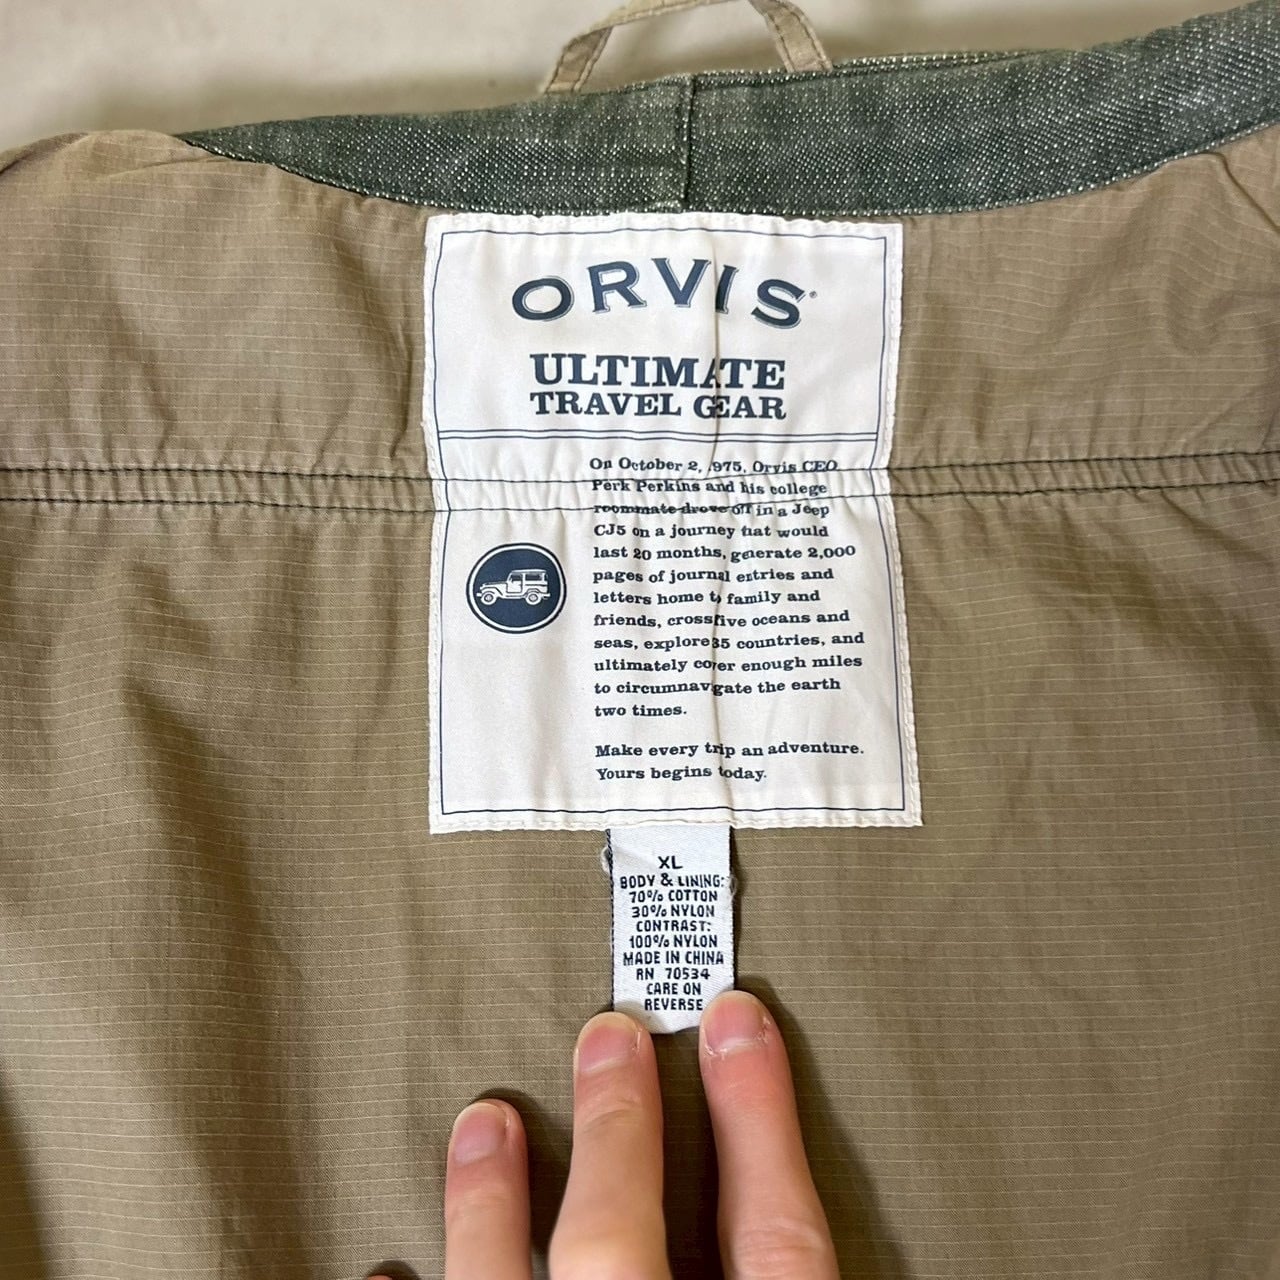 ORVIS
ULTIMATE
TRAVEL GEAR
On October 2, 1975, Orvis CEO
Perk Perkins and his college
roommate drove off in a Jeep
CJ5 on a journey that would
last 20 months, generate 2,000
pages of journal entries and
letters home to family and
friends, cross five oceans and
seas, explore 35 countries, and
ultimately cover enough miles
to circumnavigate the earth
two times.
Make every trip an adventure.
Yours begins today.
XL
BODY & LINING:
70% COTTON
30% NYLON
CONTRAST:
100% NYLON
MADE IN CHINA
RN 70534
CARE ON
REVERSE